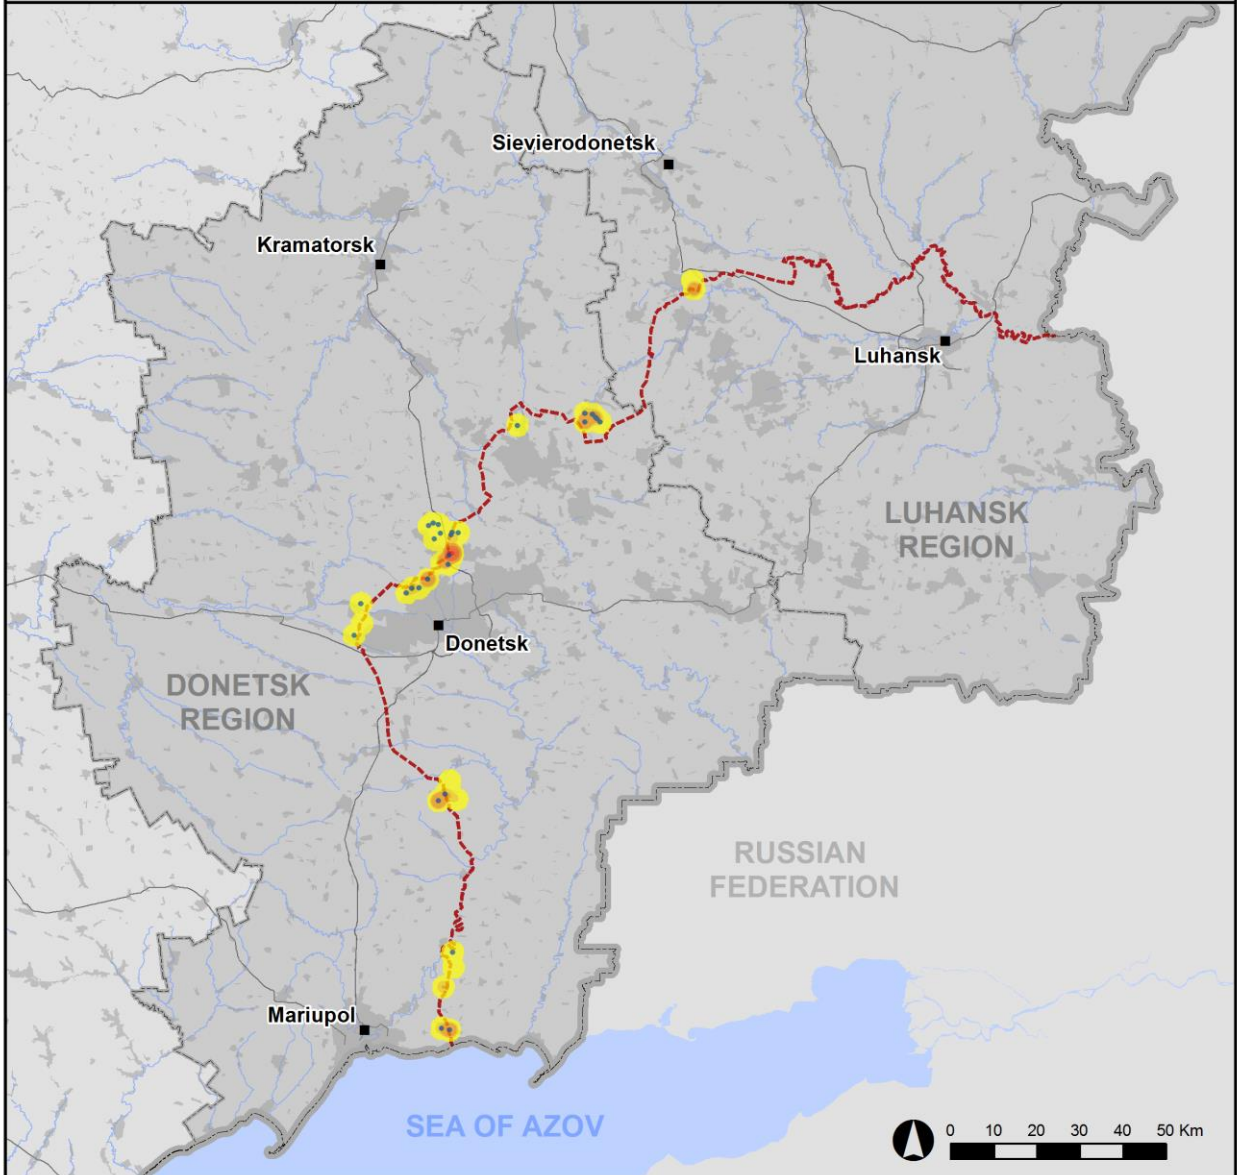 Sievierodonetsk
Kramatorsk
Luhansk
LUHANSK
REGION
Donetsk
DONETSK
REGION
RUSSIAN
FEDERATION
Mariupol
SEA OF AZOV
0 10 20 30 40 50 Km